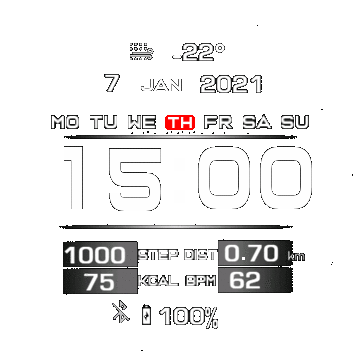 -22°
7 JAN 2021
MO TU WE TH FR SA SU
15 00
1000 STEP DIST 0.70 km
75 KCAL BPM 62
100%